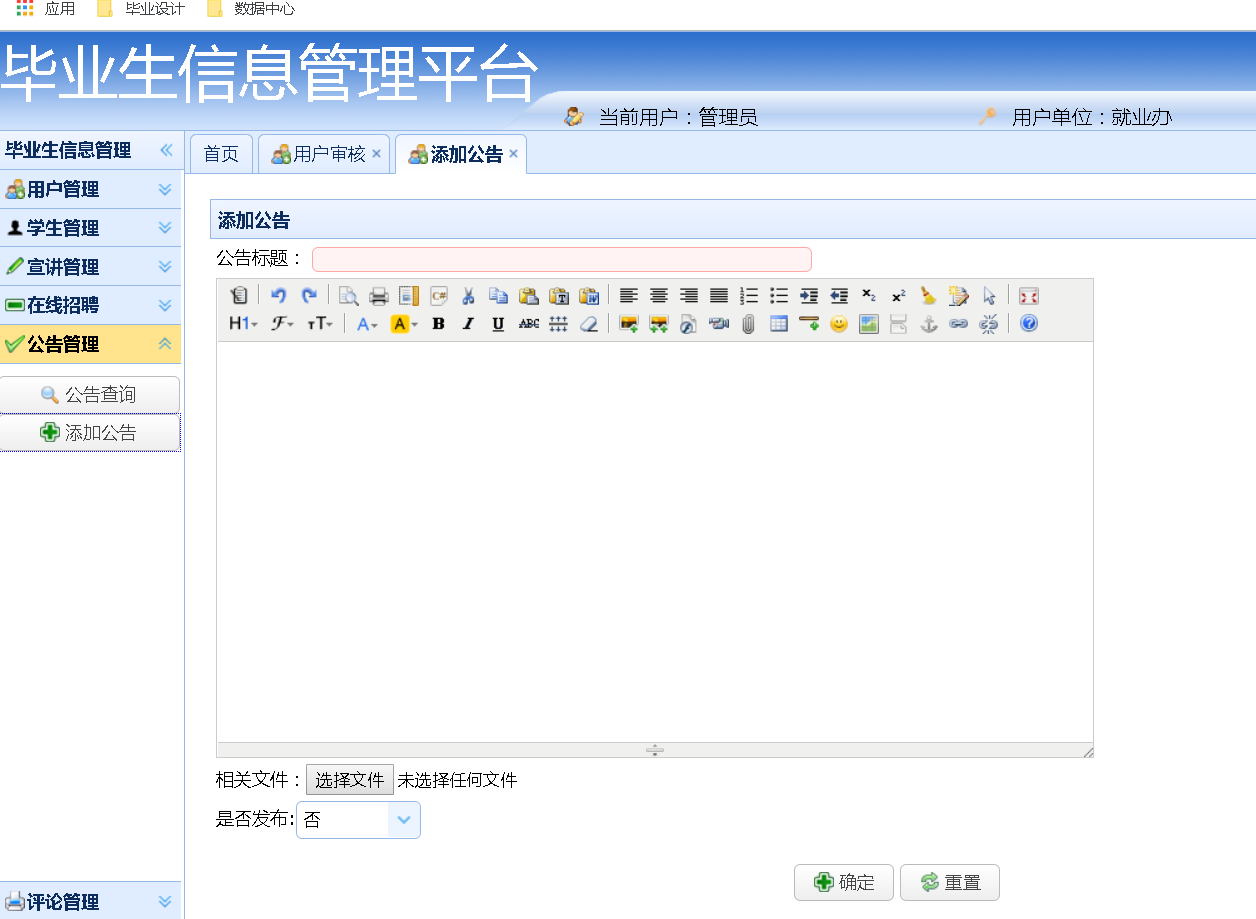 应用 毕业设计 数据中心
毕业生信息管理平台
当前用户：管理员 用户单位：就业办
毕业生信息管理
首页 用户审核 × 添加公告 ×
用户管理
学生管理
宣讲管理
在线招聘
公告管理
公告查询
添加公告
评论管理
添加公告
公告标题：
C# T W x₂ x²
H1 F тT A A B I U ABC
相关文件： 选择文件 未选择任何文件
是否发布: 否
确定 重置